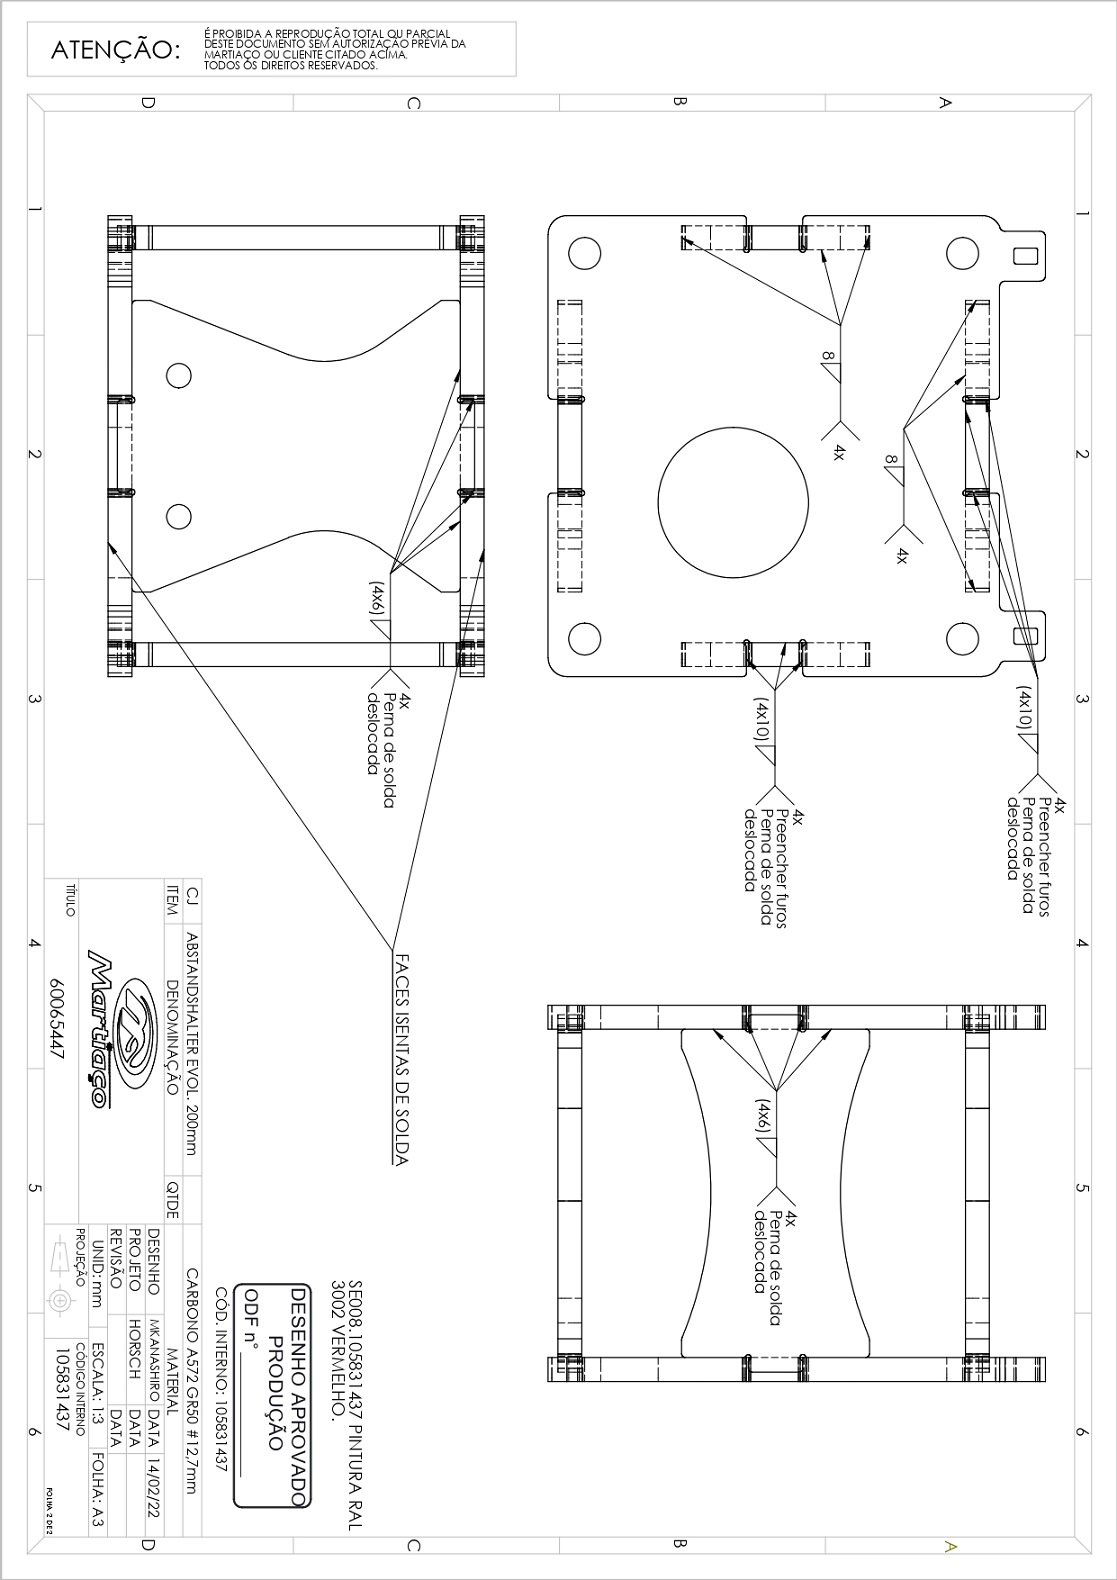 ATENÇÃO:
É PROIBIDA A REPRODUÇÃO TOTAL OU PARCIAL
DESTE DOCUMENTO SEM AUTORIZAÇÃO PRÉVIA DA
MARTIAÇO OU CLIENTE CITADO ACIMA.
TODOS OS DIREITOS RESERVADOS.
D
C
B
A
1
2
3
4
5
6
1
2
3
4
5
6
D
C
B
A
8
4x
8
4x
(4x10)
4x
Preencher furos
Perna de solda
deslocada
(4x10)
4x
Preencher furos
Perna de solda
deslocada
(4x6)
4x
Perna de solda
deslocada
(4x6)
4x
Perna de solda
deslocada
FACES ISENTAS DE SOLDA
SE008.105831437 PINTURA RAL
3002 VERMELHO.
DESENHO APROVADO
PRODUÇÃO
ODF n° ________
CÓD. INTERNO: 105831437
CJ
ABSTANDSHALTER EVOL. 200mm
CARBONO A572 GR50 #12,7mm
ITEM
DENOMINAÇÃO
QTDE
MATERIAL
Martiaço
DESENHO
MKANASHIRO
DATA
14/02/22
PROJETO
HORSCH
DATA
REVISÃO
DATA
UNID: mm
ESCALA: 1:3
FOLHA: A3
TÍTULO
60065447
PROJEÇÃO
CÓDIGO INTERNO
105831437
FOLHA 2 DE 2